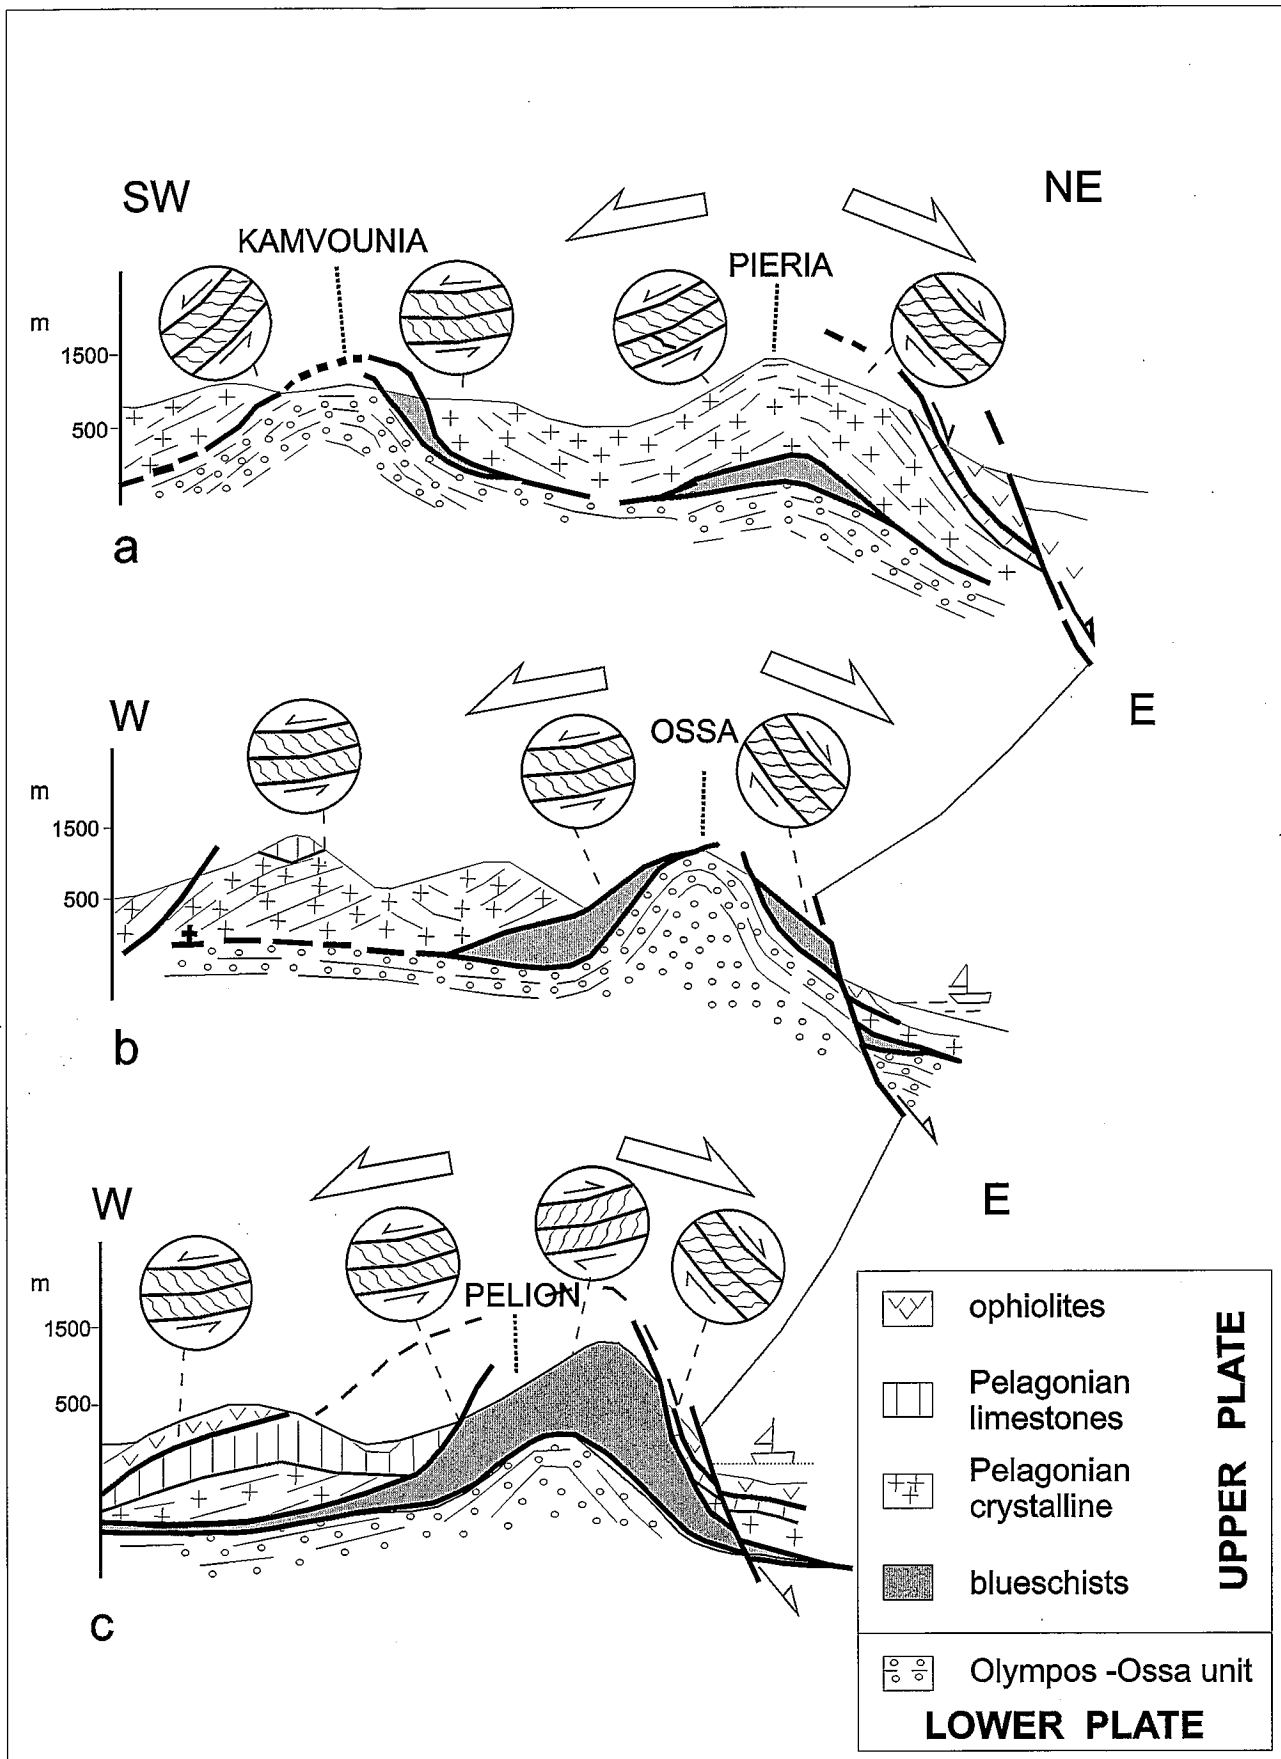 SW
NE
KAMVOUNIA
PIERIA
m
1500
500
a
W
E
OSSA
m
1500
500
b
W
E
PELION
m
1500
500
c
ophiolites
Pelagonian
limestones
Pelagonian
crystalline
blueschists
UPPER PLATE
Olympos -Ossa unit
LOWER PLATE